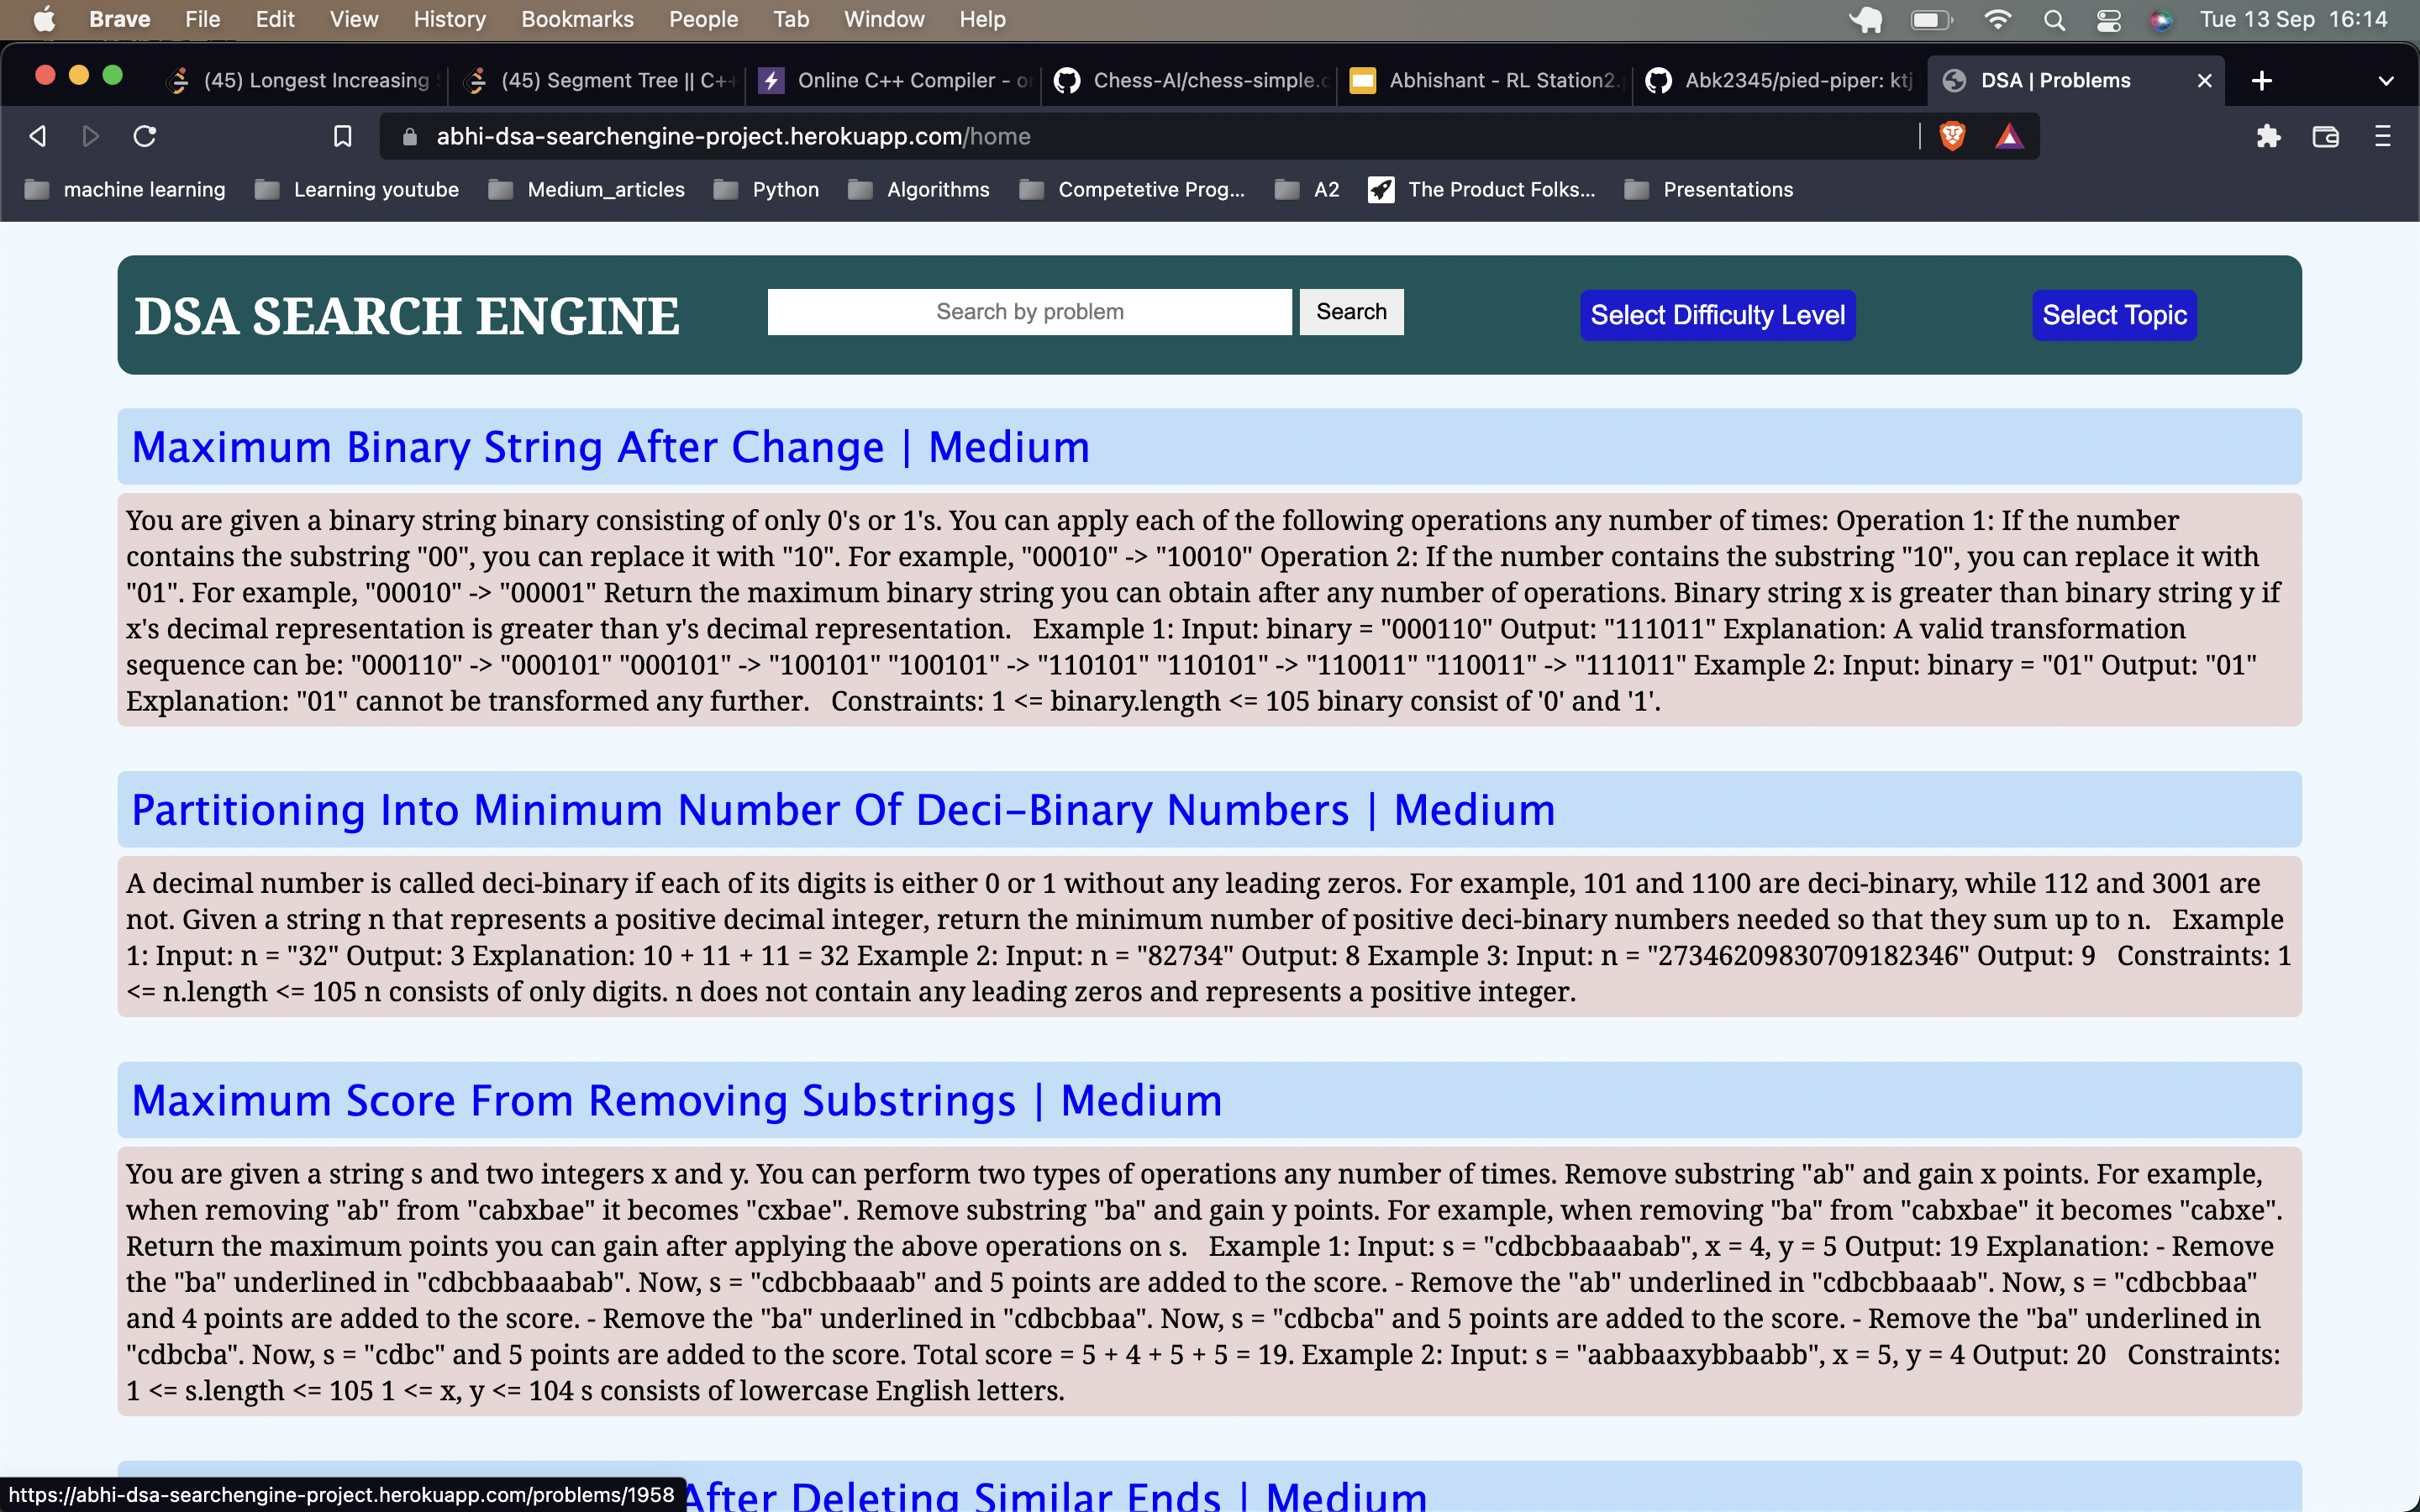 Brave File Edit View History Bookmarks People Tab Window Help Tue 13 Sep 16:14
(45) Longest Increasing (45) Segment Tree || C++ Online C++ Compiler - Chess-AI/chess-simple. Abhishant - RL Station2. Abk2345/pied-piper: ktj DSA | Problems
abhi-dsa-searchengine-project.herokuapp.com/home
machine learning Learning youtube Medium_articles Python Algorithms Competetive Prog... A2 The Product Folks... Presentations
DSA SEARCH ENGINE Search by problem Search Select Difficulty Level Select Topic
Maximum Binary String After Change | Medium
You are given a binary string binary consisting of only 0's or 1's. You can apply each of the following operations any number of times: Operation 1: If the number
contains the substring "00", you can replace it with "10". For example, "00010" -> "10010" Operation 2: If the number contains the substring "10", you can replace it with
"01". For example, "00010" -> "00001" Return the maximum binary string you can obtain after any number of operations. Binary string x is greater than binary string y if
x's decimal representation is greater than y's decimal representation.   Example 1: Input: binary = "000110" Output: "111011" Explanation: A valid transformation
sequence can be: "000110" -> "000101" "000101" -> "100101" "100101" -> "110101" "110101" -> "110011" "110011" -> "111011" Example 2: Input: binary = "01" Output: "01"
Explanation: "01" cannot be transformed any further.   Constraints: 1 <= binary.length <= 105 binary consist of '0' and '1'.
Partitioning Into Minimum Number Of Deci-Binary Numbers | Medium
A decimal number is called deci-binary if each of its digits is either 0 or 1 without any leading zeros. For example, 101 and 1100 are deci-binary, while 112 and 3001 are
not. Given a string n that represents a positive decimal integer, return the minimum number of positive deci-binary numbers needed so that they sum up to n.   Example
1: Input: n = "32" Output: 3 Explanation: 10 + 11 + 11 = 32 Example 2: Input: n = "82734" Output: 8 Example 3: Input: n = "27346209830709182346" Output: 9   Constraints: 1
<= n.length <= 105 n consists of only digits. n does not contain any leading zeros and represents a positive integer.
Maximum Score From Removing Substrings | Medium
You are given a string s and two integers x and y. You can perform two types of operations any number of times. Remove substring "ab" and gain x points. For example,
when removing "ab" from "cabxbae" it becomes "cxbae". Remove substring "ba" and gain y points. For example, when removing "ba" from "cabxbae" it becomes "cabxe".
Return the maximum points you can gain after applying the above operations on s.   Example 1: Input: s = "cdbcbbaaabab", x = 4, y = 5 Output: 19 Explanation: - Remove
the "ba" underlined in "cdbcbbaaabab". Now, s = "cdbcbbaaab" and 5 points are added to the score. - Remove the "ab" underlined in "cdbcbbaaab". Now, s = "cdbcbbaa"
and 4 points are added to the score. - Remove the "ba" underlined in "cdbcbbaa". Now, s = "cdbcba" and 5 points are added to the score. - Remove the "ba" underlined in
"cdbcba". Now, s = "cdbc" and 5 points are added to the score. Total score = 5 + 4 + 5 + 5 = 19. Example 2: Input: s = "aabbaaxybbaabb", x = 5, y = 4 Output: 20   Constraints:
1 <= s.length <= 105 1 <= x, y <= 104 s consists of lowercase English letters.
After Deleting Similar Ends | Medium
https://abhi-dsa-searchengine-project.herokuapp.com/problems/1958